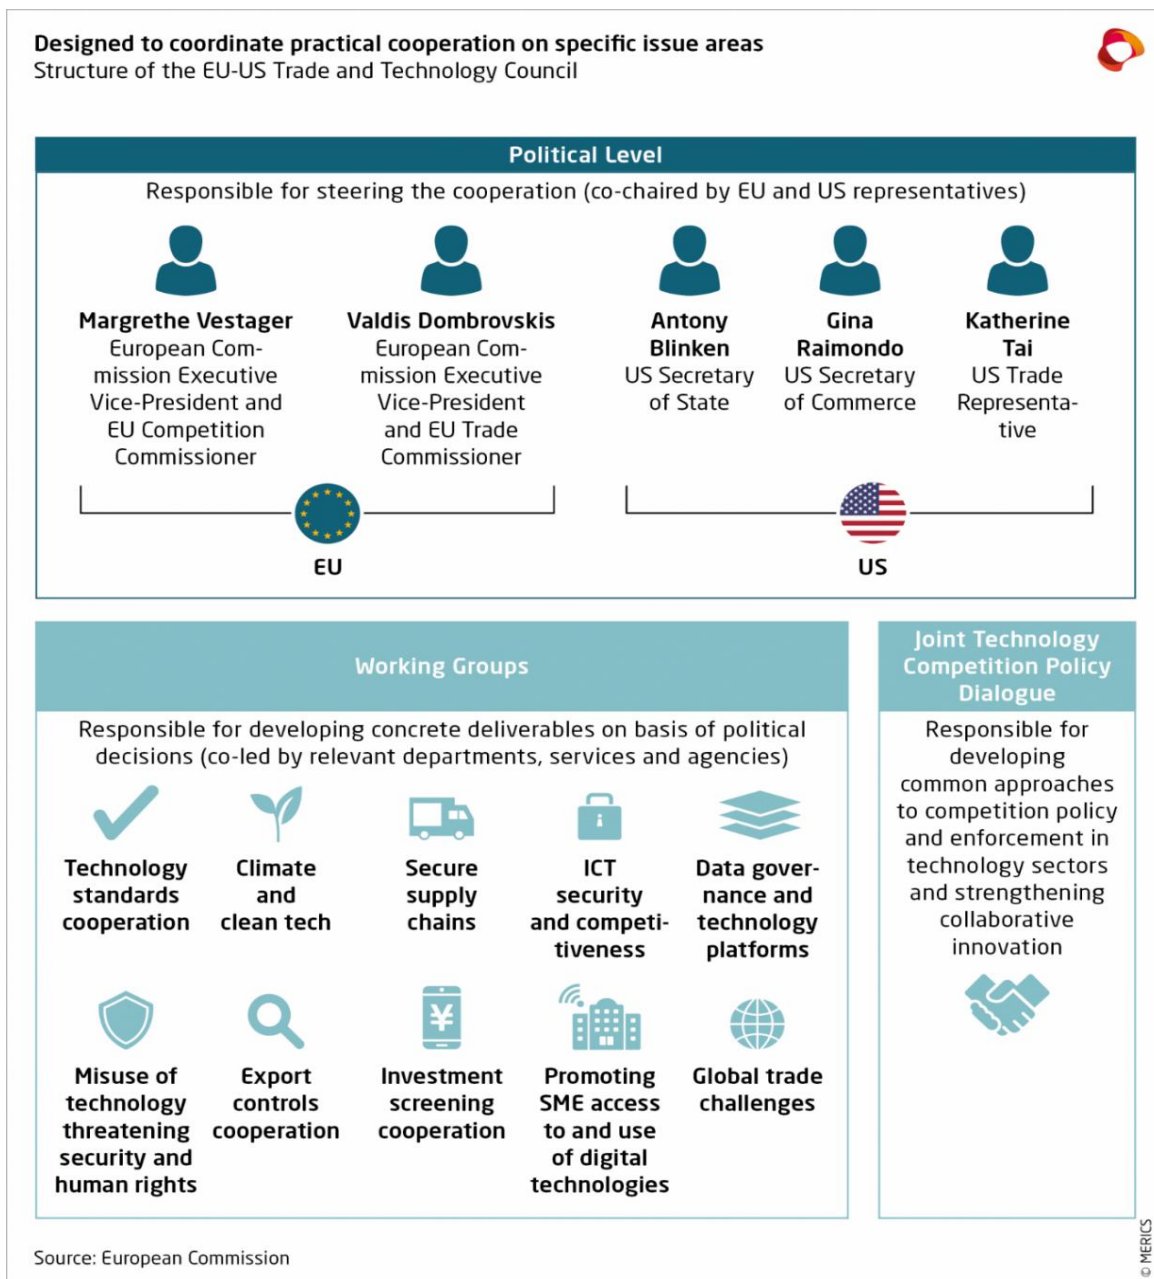 Designed to coordinate practical cooperation on specific issue areas
Structure of the EU-US Trade and Technology Council
Political Level
Responsible for steering the cooperation (co-chaired by EU and US representatives)
Margrethe Vestager
European Com-
mission Executive
Vice-President and
EU Competition
Commissioner
Valdis Dombrovskis
European Com-
mission Executive
Vice-President
and EU Trade
Commissioner
Antony
Blinken
US Secretary
of State
Gina
Raimondo
US Secretary
of Commerce
Katherine
Tai
US Trade
Representa-
tive
EU
US
Working Groups
Responsible for developing concrete deliverables on basis of political
decisions (co-led by relevant departments, services and agencies)
Technology
standards
cooperation
Climate
and
clean tech
Secure
supply
chains
ICT
security
and competi-
tiveness
Data gover-
nance and
technology
platforms
Misuse of
technology
threatening
security and
human rights
Export
controls
cooperation
¥
Investment
screening
cooperation
Promoting
SME access
to and use
of digital
technologies
Global trade
challenges
Joint Technology
Competition Policy
Dialogue
Responsible for
developing
common approaches
to competition policy
and enforcement in
technology sectors
and strengthening
collaborative
innovation
Source: European Commission
© MERICS